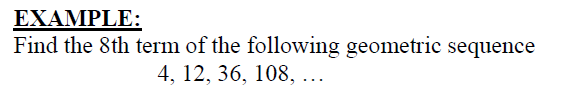 EXAMPLE:
Find the 8th term of the following geometric sequence
4, 12, 36, 108, …